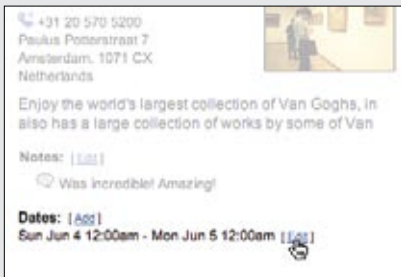 +31 20 570 5200
Paulus Potterstraat 7
Amsterdam, 1071 CX
Netherlands
Enjoy the world's largest collection of Van Goghs, in
also has a large collection of works by some of Van
Notes: [Edit]
Was incredible! Amazing!
Dates: [Add]
Sun Jun 4 12:00am - Mon Jun 5 12:00am [Edit]